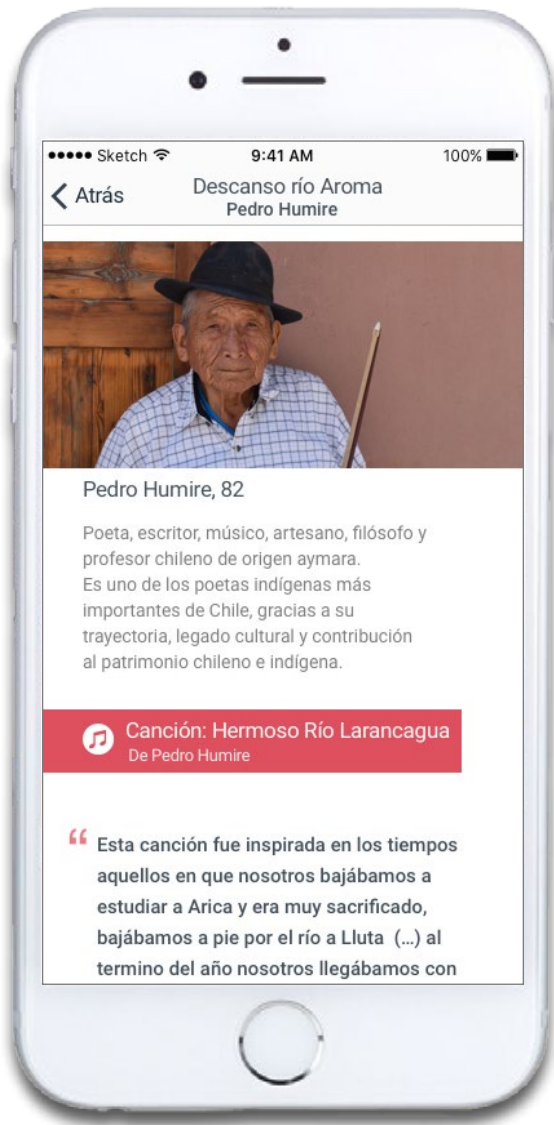 Sketch 9:41 AM 100%
Atrás Descanso río Aroma
Pedro Humire
Pedro Humire, 82
Poeta, escritor, músico, artesano, filósofo y
profesor chileno de origen aymara.
Es uno de los poetas indígenas más
importantes de Chile, gracias a su
trayectoria, legado cultural y contribución
al patrimonio chileno e indígena.
Canción: Hermoso Río Larancagua
De Pedro Humire
“ Esta canción fue inspirada en los tiempos
aquellos en que nosotros bajábamos a
estudiar a Arica y era muy sacrificado,
bajábamos a pie por el río a Lluta (...) al
termino del año nosotros llegábamos con